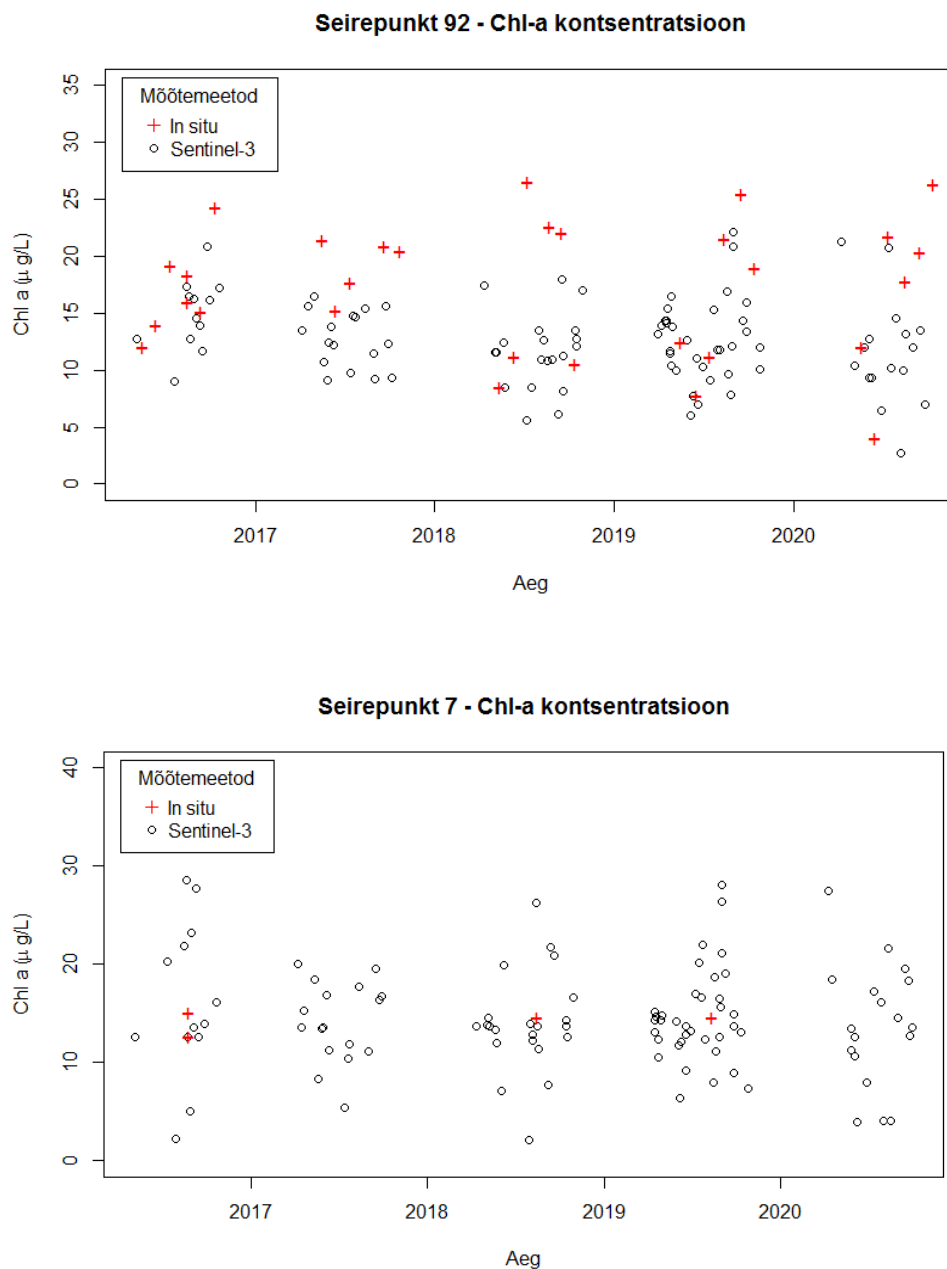 Seirepunkt 92 - Chl-a kontsentratsioon
Chl a (μ g/L)
35
30
25
20
15
10
5
0
Mõõtemeetod
In situ
Sentinel-3
2017
2018
2019
2020
Aeg
Seirepunkt 7 - Chl-a kontsentratsioon
Chl a (μ g/L)
40
30
20
10
0
Mõõtemeetod
In situ
Sentinel-3
2017
2018
2019
2020
Aeg